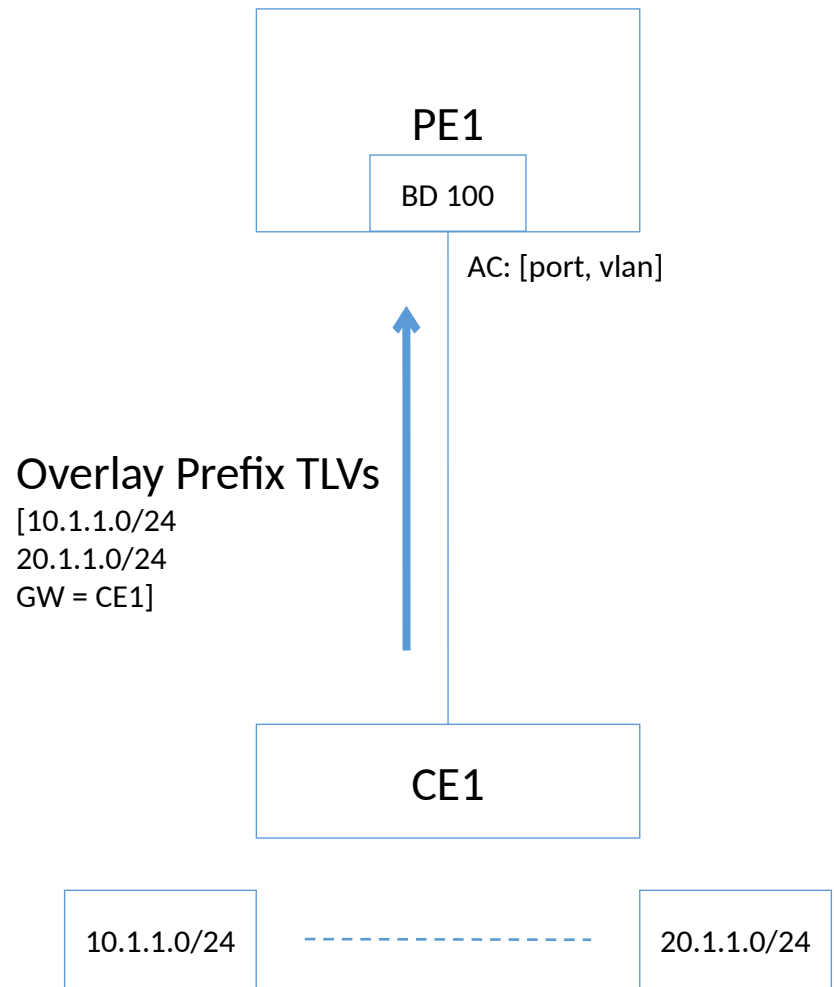 PE1
BD 100
AC: [port, vlan]
Overlay Prefix TLVs
[10.1.1.0/24
20.1.1.0/24
GW = CE1]
CE1
10.1.1.0/24
20.1.1.0/24